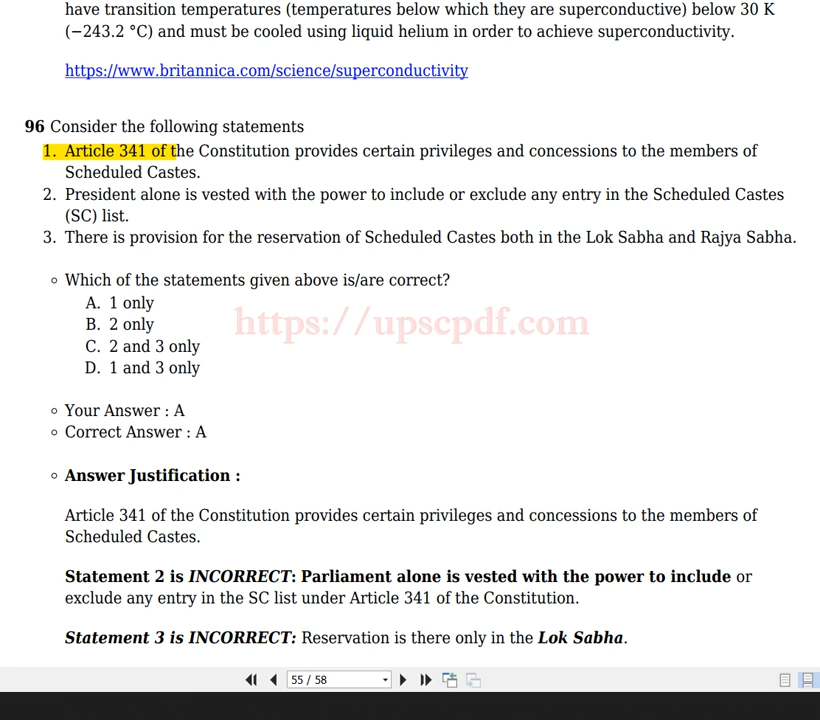 have transition temperatures (temperatures below which they are superconductive) below 30 K
(−243.2 °C) and must be cooled using liquid helium in order to achieve superconductivity.
https://www.britannica.com/science/superconductivity
96 Consider the following statements
1. Article 341 of the Constitution provides certain privileges and concessions to the members of
Scheduled Castes.
2. President alone is vested with the power to include or exclude any entry in the Scheduled Castes
(SC) list.
3. There is provision for the reservation of Scheduled Castes both in the Lok Sabha and Rajya Sabha.
Which of the statements given above is/are correct?
A. 1 only
B. 2 only
C. 2 and 3 only
D. 1 and 3 only
https://upscpdf.com
Your Answer : A
Correct Answer : A
Answer Justification :
Article 341 of the Constitution provides certain privileges and concessions to the members of
Scheduled Castes.
Statement 2 is INCORRECT: Parliament alone is vested with the power to include or
exclude any entry in the SC list under Article 341 of the Constitution.
Statement 3 is INCORRECT: Reservation is there only in the Lok Sabha.
55 / 58